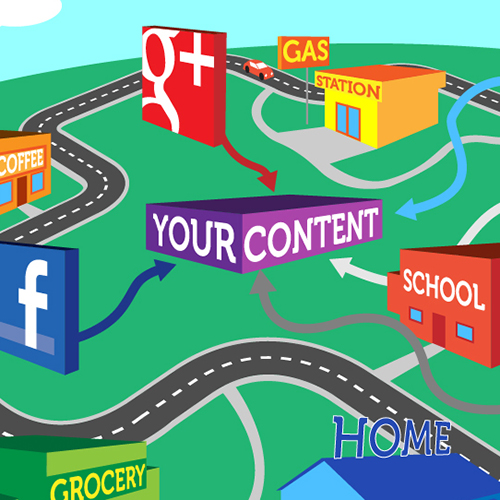 g+
GAS
STATION
COFFEE
YOUR CONTENT
f
SCHOOL
HOME
GROCERY